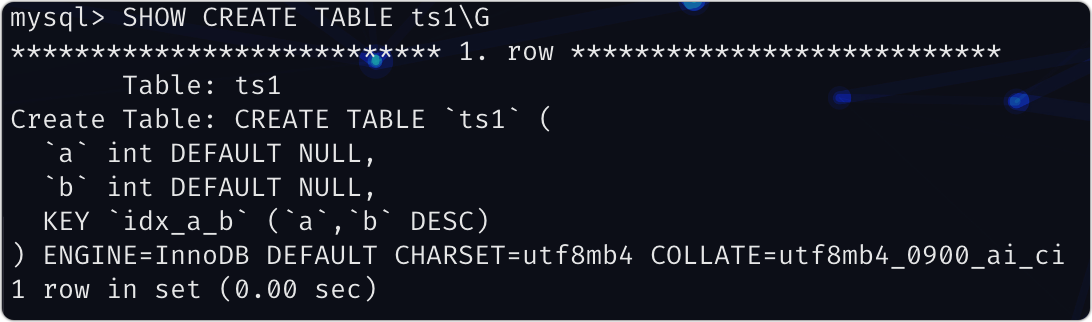 mysql> SHOW CREATE TABLE ts1\G
*************************** 1. row ***************************
       Table: ts1
Create Table: CREATE TABLE `ts1` (
  `a` int DEFAULT NULL,
  `b` int DEFAULT NULL,
  KEY `idx_a_b` (`a`,`b` DESC)
) ENGINE=InnoDB DEFAULT CHARSET=utf8mb4 COLLATE=utf8mb4_0900_ai_ci
1 row in set (0.00 sec)